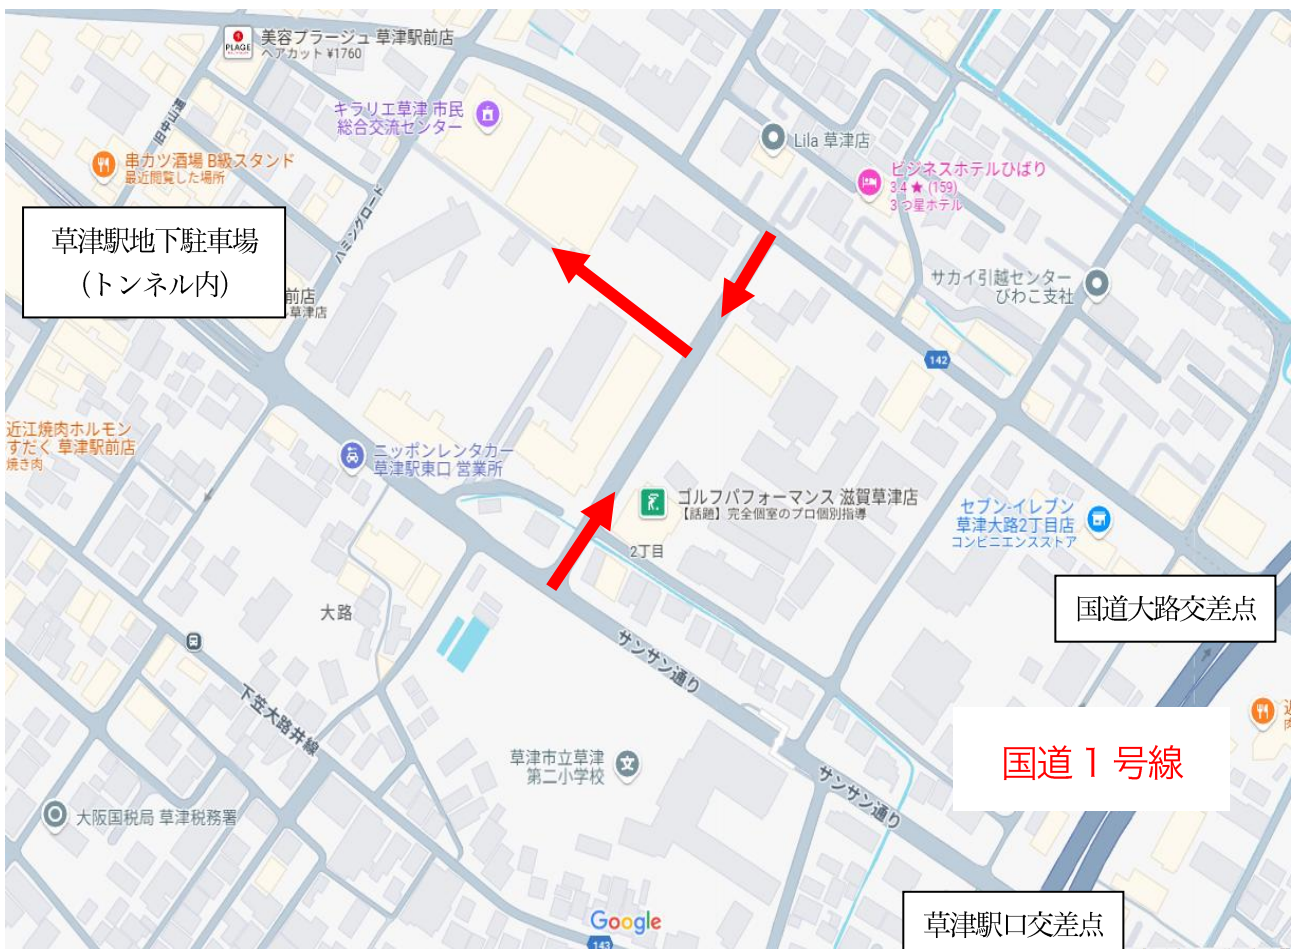 PLAGE
美容プラージュ 草津駅前店
ヘアカット ¥1760
キラリエ草津 市民
総合交流センター
旧中山道
串カツ酒場 B級スタンド
最近閲覧した場所
Lila 草津店
ビジネスホテルひばり
3.4 ★ (159)
3つ星ホテル
ハミングロード
草津駅地下駐車場
(トンネル内)
前店
草津店
サカイ引越センター
びわこ支社
142
近江焼肉ホルモン
すだく 草津駅前店
焼き肉
ニッポンレンタカー
草津駅東口 営業所
ゴルフパフォーマンス 滋賀草津店
【話題】完全個室のプロ個別指導
セブン-イレブン
草津大路2丁目店
コンビニエンスストア
2丁目
国道大路交差点
大路
サンサン通り
下笠大路井線
近
肉
国道1号線
草津市立草津
第二小学校
文
サンサン通り
大阪国税局 草津税務署
Google
143
草津駅口交差点